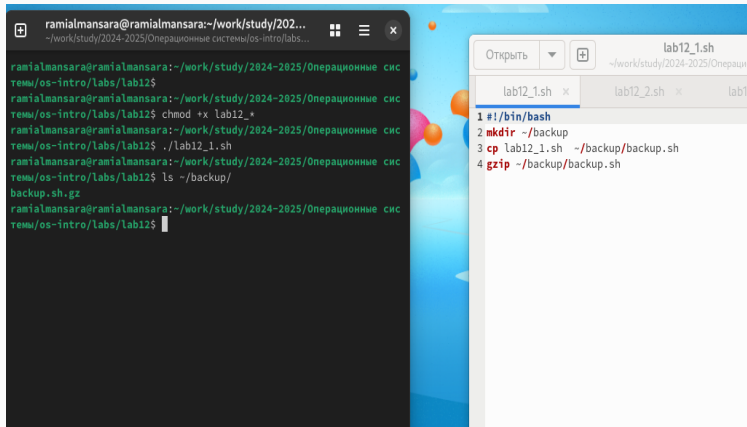 ramialmansara@ramialmansara:~/work/study/202...
~/work/study/2024-2025/Операционные системы/os-intro/labs...
ramialmansara@ramialmansara:~/work/study/2024-2025/Операционные сис
темы/os-intro/labs/lab12$
ramialmansara@ramialmansara:~/work/study/2024-2025/Операционные сис
темы/os-intro/labs/lab12$ chmod +x lab12_*
ramialmansara@ramialmansara:~/work/study/2024-2025/Операционные сис
темы/os-intro/labs/lab12$ ./lab12_1.sh
ramialmansara@ramialmansara:~/work/study/2024-2025/Операционные сис
темы/os-intro/labs/lab12$ ls ~/backup/
backup.sh.gz
ramialmansara@ramialmansara:~/work/study/2024-2025/Операционные сис
темы/os-intro/labs/lab12$
Открыть
lab12_1.sh
~/work/study/2024-2025/Операци
lab12_1.sh × lab12_2.sh × lab1
1 #!/bin/bash
2 mkdir ~/backup
3 cp lab12_1.sh  ~/backup/backup.sh
4 gzip ~/backup/backup.sh